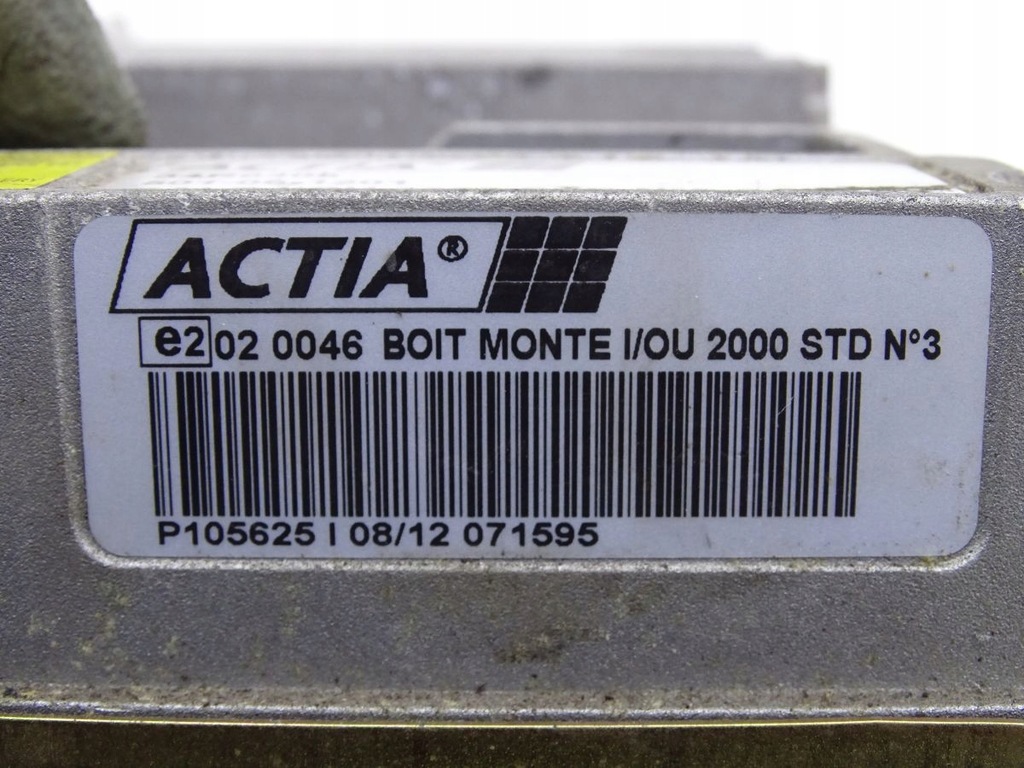 ACTIA®
e2 02 0046 BOIT MONTE I/OU 2000 STD N°3
P105625 I 08/12 071595